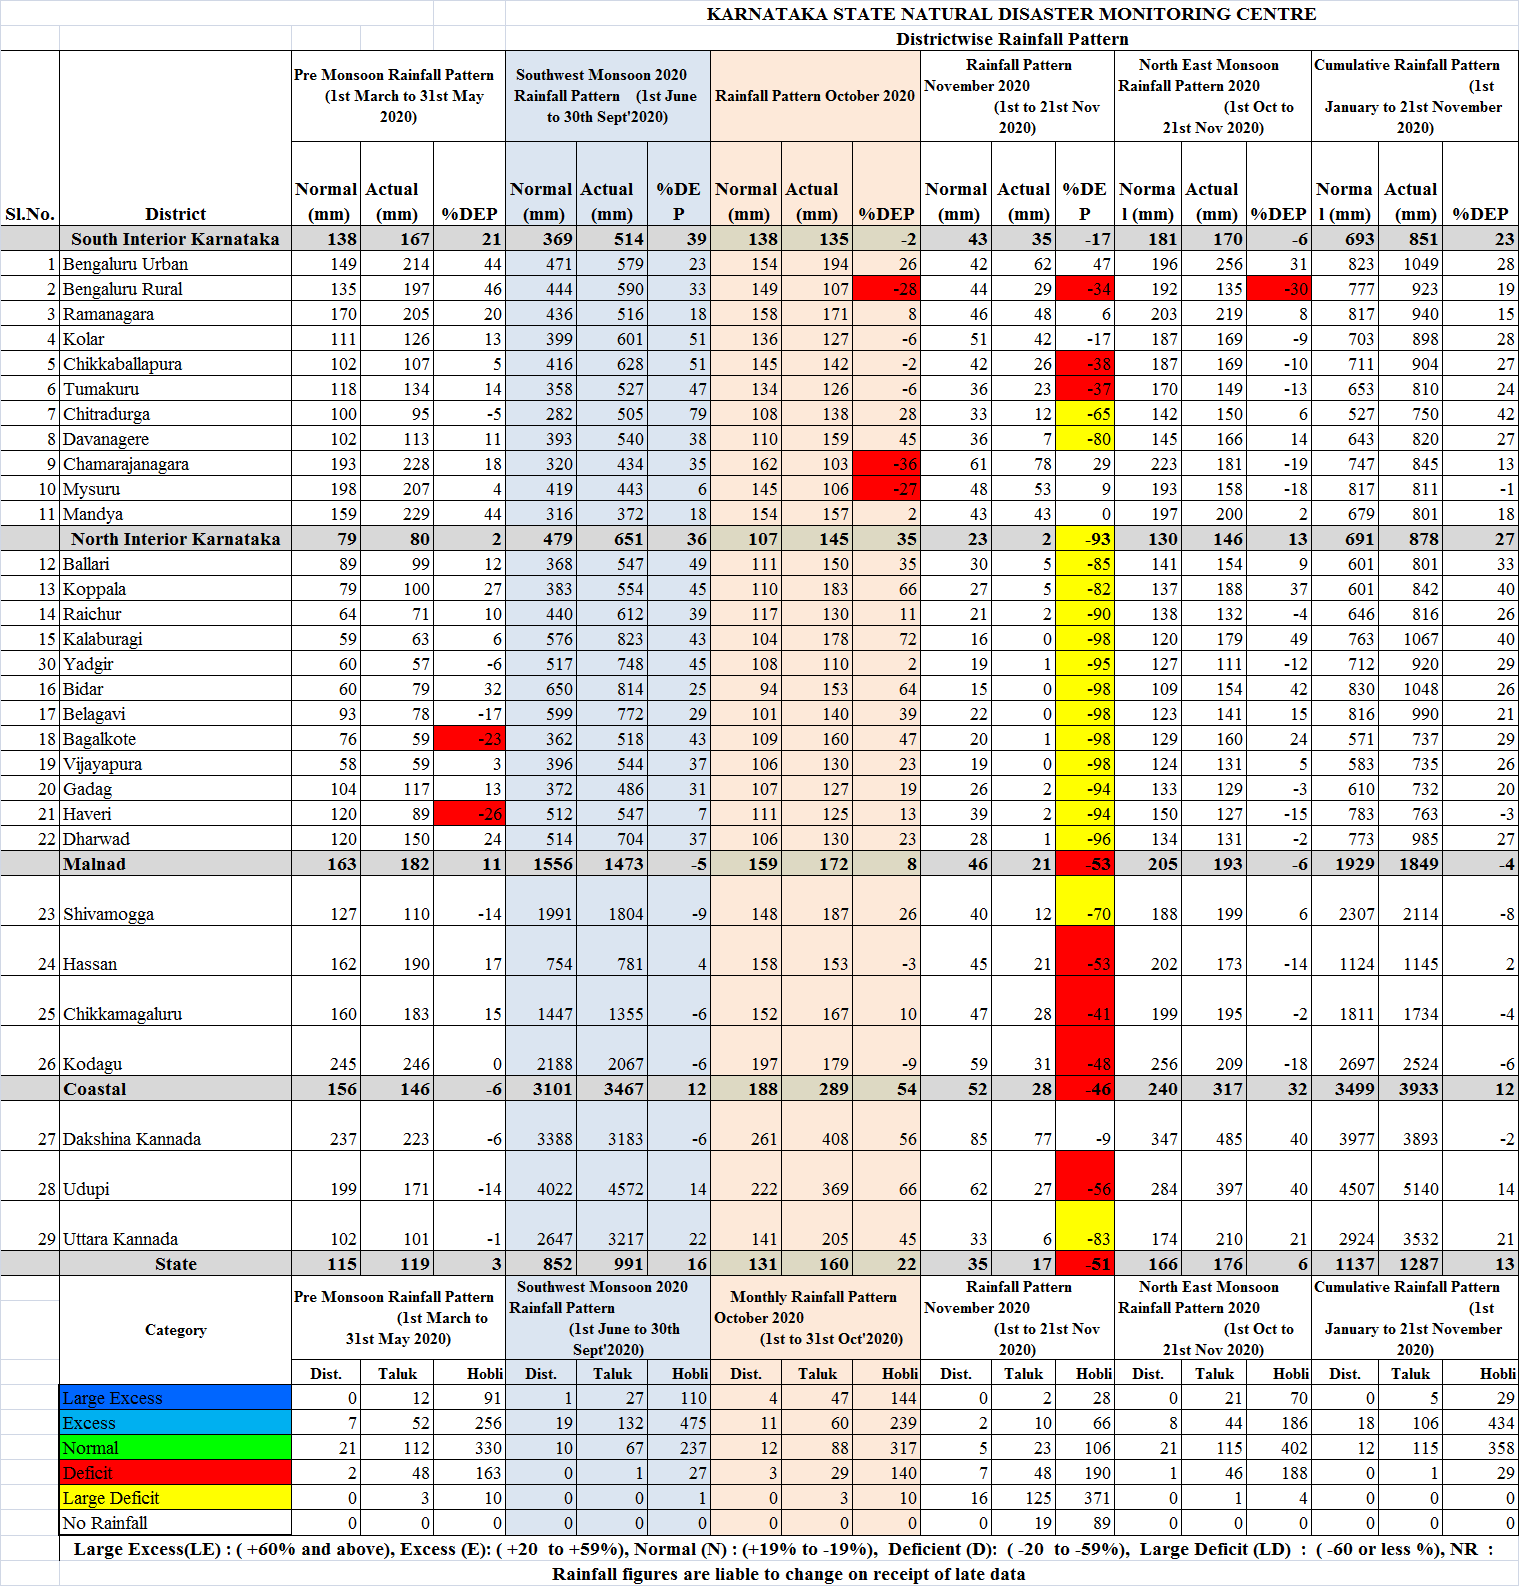 KARNATAKA STATE NATURAL DISASTER MONITORING CENTRE
Districtwise Rainfall Pattern
Sl.No. District Pre Monsoon Rainfall Pattern (1st March to 31st May 2020) Southwest Monsoon 2020 Rainfall Pattern (1st June to 30th Sept'2020) Rainfall Pattern October 2020 Rainfall Pattern November 2020 (1st to 21st Nov 2020) North East Monsoon Rainfall Pattern 2020 (1st Oct to 21st Nov 2020) Cumulative Rainfall Pattern (1st January to 21st November 2020)
Normal (mm) Actual (mm) %DEP Normal (mm) Actual (mm) %DE P Normal (mm) Actual (mm) %DEP Normal (mm) Actual (mm) %DE P Norma l (mm) Actual (mm) %DEP Norma l (mm) Actual (mm) %DEP
South Interior Karnataka 138 167 21 369 514 39 138 135 -2 43 35 -17 181 170 -6 693 851 23
1 Bengaluru Urban 149 214 44 471 579 23 154 194 26 42 62 47 196 256 31 823 1049 28
2 Bengaluru Rural 135 197 46 444 590 33 149 107 -28 44 29 -34 192 135 -30 777 923 19
3 Ramanagara 170 205 20 436 516 18 158 171 8 46 48 6 203 219 8 817 940 15
4 Kolar 111 126 13 399 601 51 136 127 -6 51 42 -17 187 169 -9 703 898 28
5 Chikkaballapura 102 107 5 416 628 51 145 142 -2 42 26 -38 187 169 -10 711 904 27
6 Tumakuru 118 134 14 358 527 47 134 126 -6 36 23 -37 170 149 -13 653 810 24
7 Chitradurga 100 95 -5 282 505 79 108 138 28 33 12 -65 142 150 6 527 750 42
8 Davanagere 102 113 11 393 540 38 110 159 45 36 7 -80 145 166 14 643 820 27
9 Chamarajanagara 193 228 18 320 434 35 162 103 -36 61 78 29 223 181 -19 747 845 13
10 Mysuru 198 207 4 419 443 6 145 106 -27 48 53 9 193 158 -18 817 811 -1
11 Mandya 159 229 44 316 372 18 154 157 2 43 43 0 197 200 2 679 801 18
North Interior Karnataka 79 80 2 479 651 36 107 145 35 23 2 -93 130 146 13 691 878 27
12 Ballari 89 99 12 368 547 49 111 150 35 30 5 -85 141 154 9 601 801 33
13 Koppala 79 100 27 383 554 45 110 183 66 27 5 -82 137 188 37 601 842 40
14 Raichur 64 71 10 440 612 39 117 130 11 21 2 -90 138 132 -4 646 816 26
15 Kalaburagi 59 63 6 576 823 43 104 178 72 16 0 -98 120 179 49 763 1067 40
30 Yadgir 60 57 -6 517 748 45 108 110 2 19 1 -95 127 111 -12 712 920 29
16 Bidar 60 79 32 650 814 25 94 153 64 15 0 -98 109 154 42 830 1048 26
17 Belagavi 93 78 -17 599 772 29 101 140 39 22 0 -98 123 141 15 816 990 21
18 Bagalkote 76 59 -23 362 518 43 109 160 47 20 1 -98 129 160 24 571 737 29
19 Vijayapura 58 59 3 396 544 37 106 130 23 19 0 -98 124 131 5 583 735 26
20 Gadag 104 117 13 372 486 31 107 127 19 26 2 -94 133 129 -3 610 732 20
21 Haveri 120 89 -26 512 547 7 111 125 13 39 2 -94 150 127 -15 783 763 -3
22 Dharwad 120 150 24 514 704 37 106 130 23 28 1 -96 134 131 -2 773 985 27
Malnad 163 182 11 1556 1473 -5 159 172 8 46 21 -53 205 193 -6 1929 1849 -4
23 Shivamogga 127 110 -14 1991 1804 -9 148 187 26 40 12 -70 188 199 6 2307 2114 -8
24 Hassan 162 190 17 754 781 4 158 153 -3 45 21 -53 202 173 -14 1124 1145 2
25 Chikkamagaluru 160 183 15 1447 1355 -6 152 167 10 47 28 -41 199 195 -2 1811 1734 -4
26 Kodagu 245 246 0 2188 2067 -6 197 179 -9 59 31 -48 256 209 -18 2697 2524 -6
Coastal 156 146 -6 3101 3467 12 188 289 54 52 28 -46 240 317 32 3499 3933 12
27 Dakshina Kannada 237 223 -6 3388 3183 -6 261 408 56 85 77 -9 347 485 40 3977 3893 -2
28 Udupi 199 171 -14 4022 4572 14 222 369 66 62 27 -56 284 397 40 4507 5140 14
29 Uttara Kannada 102 101 -1 2647 3217 22 141 205 45 33 6 -83 174 210 21 2924 3532 21
State 115 119 3 852 991 16 131 160 22 35 17 -51 166 176 6 1137 1287 13
Category Pre Monsoon Rainfall Pattern (1st March to 31st May 2020) Southwest Monsoon 2020 Rainfall Pattern (1st June to 30th Sept'2020) Monthly Rainfall Pattern October 2020 (1st to 31st Oct'2020) Rainfall Pattern November 2020 (1st to 21st Nov 2020) North East Monsoon Rainfall Pattern 2020 (1st Oct to 21st Nov 2020) Cumulative Rainfall Pattern (1st January to 21st November 2020)
Dist. Taluk Hobli Dist. Taluk Hobli Dist. Taluk Hobli Dist. Taluk Hobli Dist. Taluk Hobli Dist. Taluk Hobli
Large Excess 0 12 91 1 27 110 4 47 144 0 2 28 0 21 70 0 5 29
Excess 7 52 256 19 132 475 11 60 239 2 10 66 8 44 186 18 106 434
Normal 21 112 330 10 67 237 12 88 317 5 23 106 21 115 402 12 115 358
Deficit 2 48 163 0 1 27 3 29 140 7 48 190 1 46 188 0 1 29
Large Deficit 0 3 10 0 0 1 0 3 10 16 125 371 0 1 4 0 0 0
No Rainfall 0 0 0 0 0 0 0 0 0 0 19 89 0 0 0 0 0 0
Large Excess(LE) : ( +60% and above), Excess (E): ( +20 to +59%), Normal (N) : (+19% to -19%), Deficient (D): ( -20 to -59%), Large Deficit (LD) : ( -60 or less %), NR :
Rainfall figures are liable to change on receipt of late data